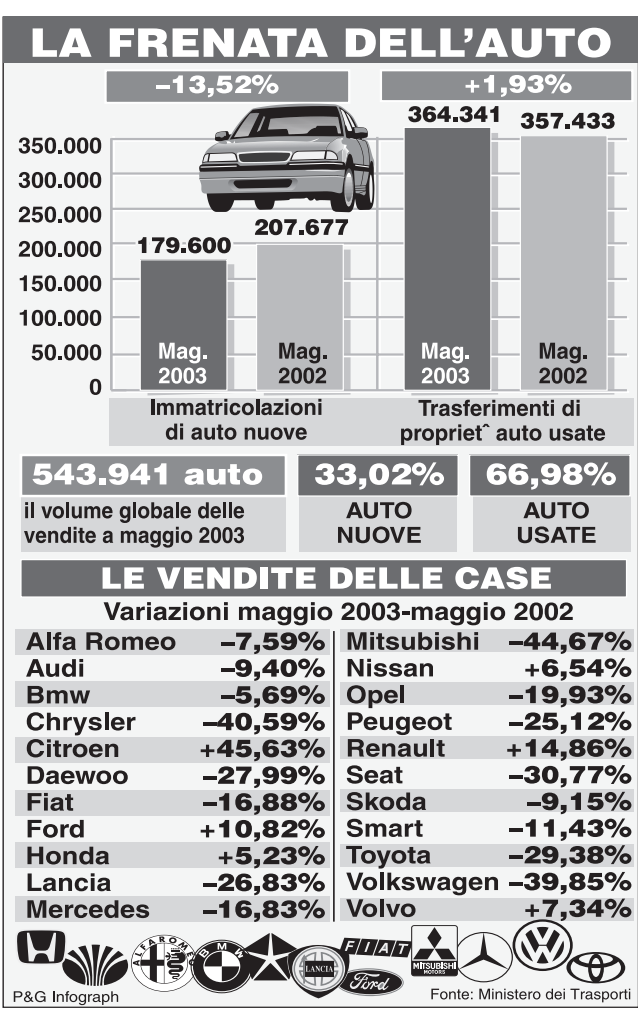 LA FRENATA DELL'AUTO
–13,52%
+1,93%
350.000
300.000
250.000
200.000
150.000
100.000
50.000
0
179.600
207.677
364.341
357.433
Mag.
2003
Mag.
2002
Mag.
2003
Mag.
2002
Immatricolazioni
di auto nuove
Trasferimenti di
propriet^ auto usate
543.941 auto
il volume globale delle
vendite a maggio 2003
33,02%
AUTO
NUOVE
66,98%
AUTO
USATE
LE VENDITE DELLE CASE
Variazioni maggio 2003-maggio 2002
Alfa Romeo –7,59%
Audi –9,40%
Bmw –5,69%
Chrysler –40,59%
Citroen +45,63%
Daewoo –27,99%
Fiat –16,88%
Ford +10,82%
Honda +5,23%
Lancia –26,83%
Mercedes –16,83%
Mitsubishi –44,67%
Nissan +6,54%
Opel –19,93%
Peugeot –25,12%
Renault +14,86%
Seat –30,77%
Skoda –9,15%
Smart –11,43%
Toyota –29,38%
Volkswagen –39,85%
Volvo +7,34%
ALFA ROMEO
BMW
LANCIA
FIAT
Ford
MITSUBISHI
MOTORS
P&G Infograph
Fonte: Ministero dei Trasporti